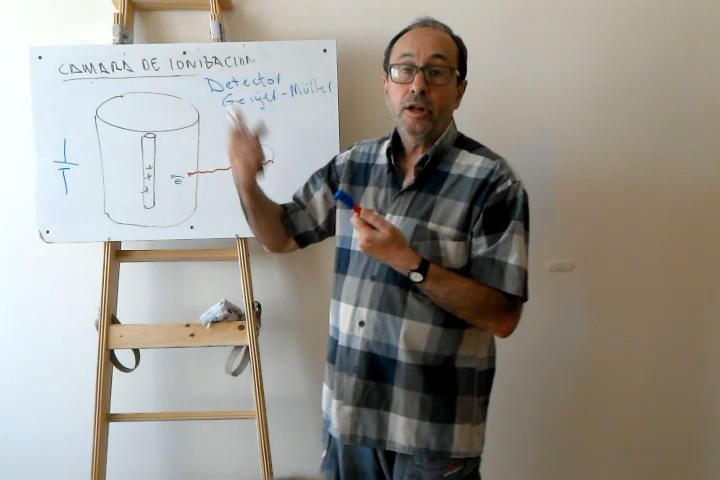 CAMARA DE IONIZACION
Detector
Geiger-Müller
+
+
+
e⁻